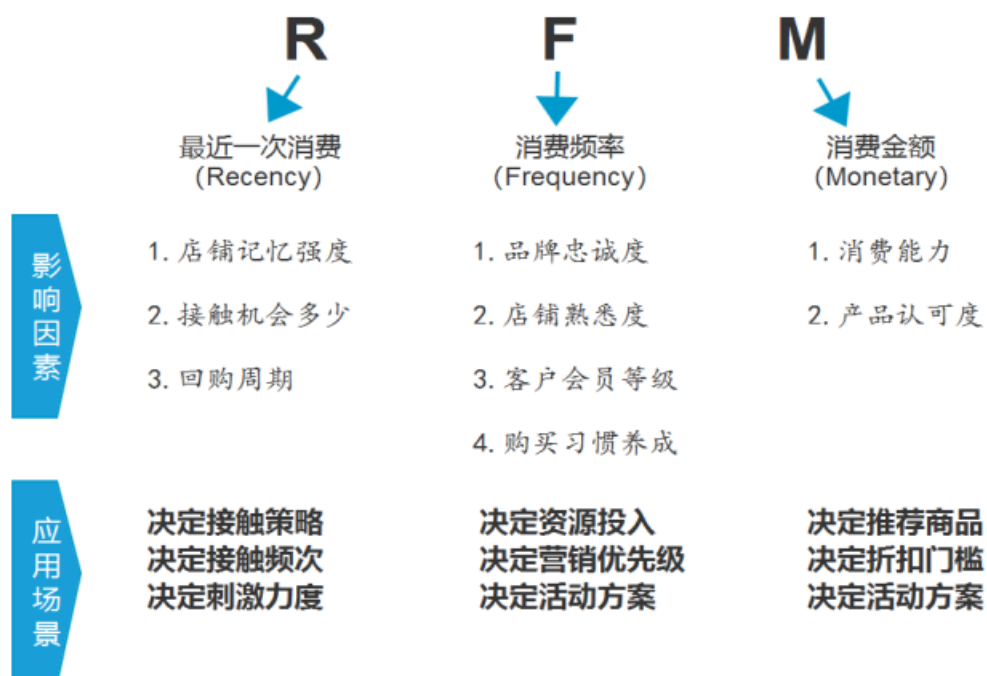 R
F
M
最近一次消费
（Recency）
消费频率
（Frequency）
消费金额
（Monetary）
影响因素
1. 店铺记忆强度
2. 接触机会多少
3. 回购周期
1. 品牌忠诚度
2. 店铺熟悉度
3. 客户会员等级
4. 购买习惯养成
1. 消费能力
2. 产品认可度
应用场景
决定接触策略
决定接触频次
决定刺激力度
决定资源投入
决定营销优先级
决定活动方案
决定推荐商品
决定折扣门槛
决定活动方案